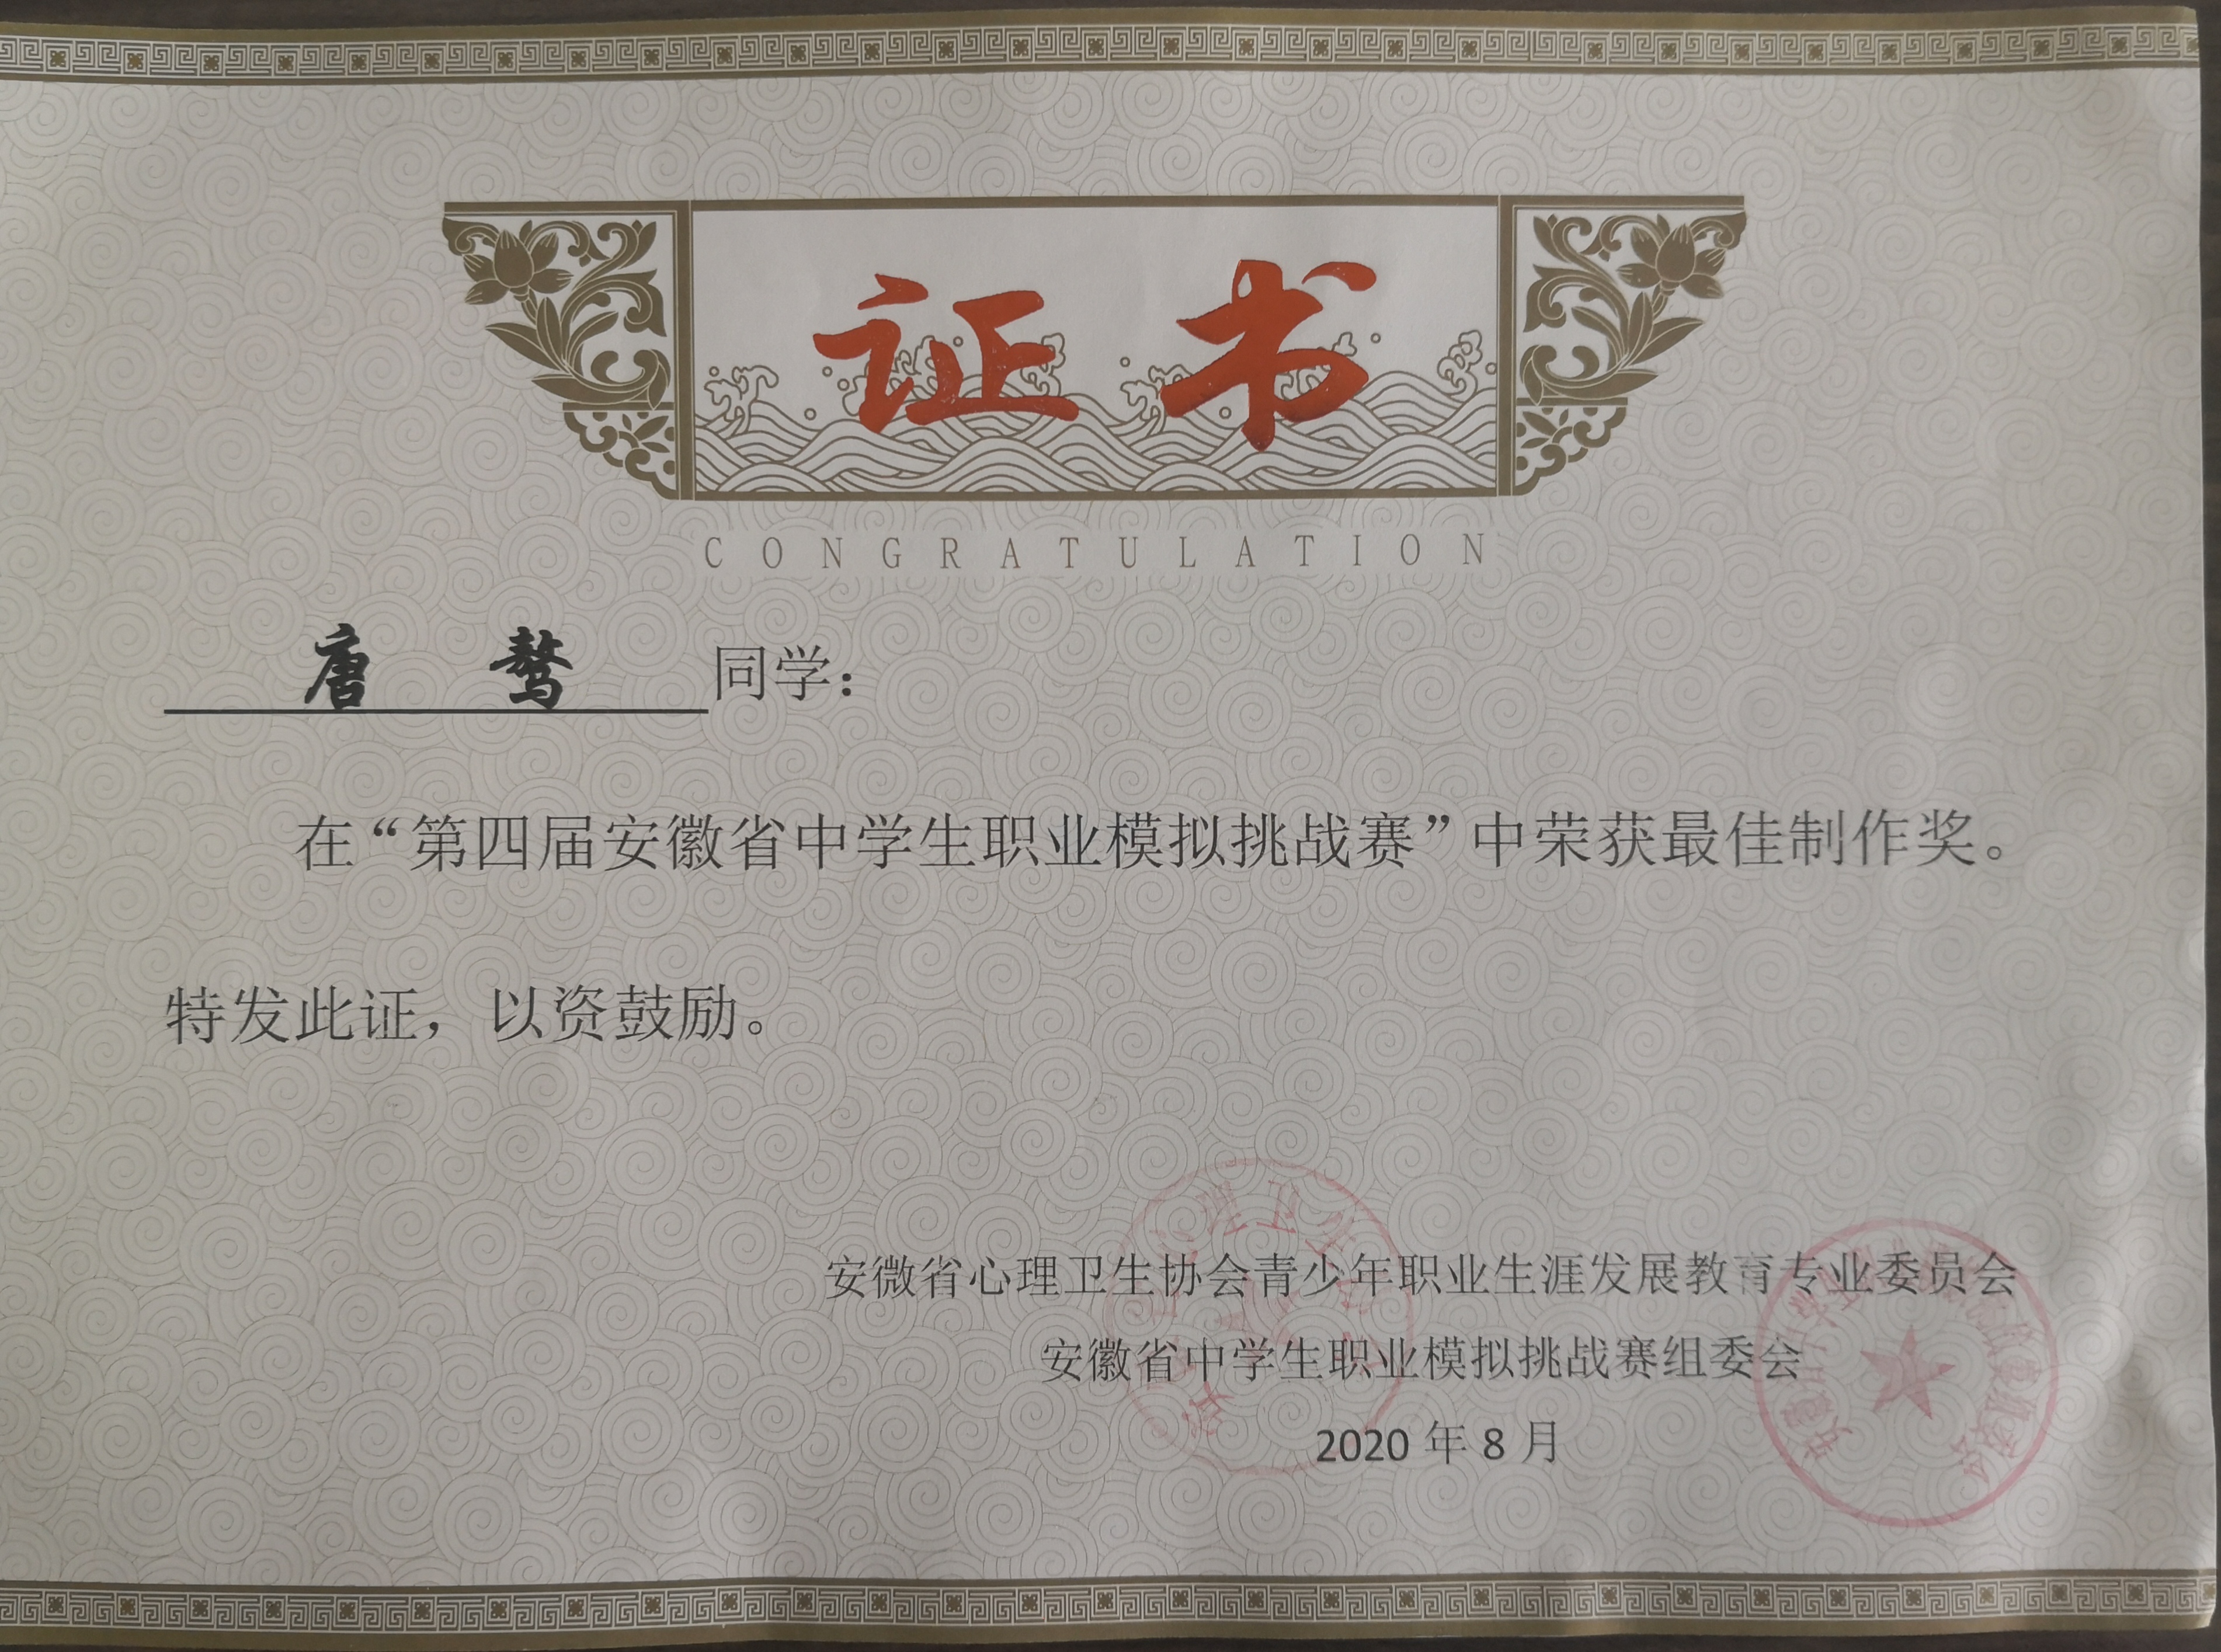 证书
CONGRATULATION
唐骜同学：
在“第四届安徽省中学生职业模拟挑战赛”中荣获最佳制作奖。
特发此证，以资鼓励。
安微省心理卫生协会青少年职业生涯发展教育专业委员会
安徽省中学生职业模拟挑战赛组委会
2020年8月